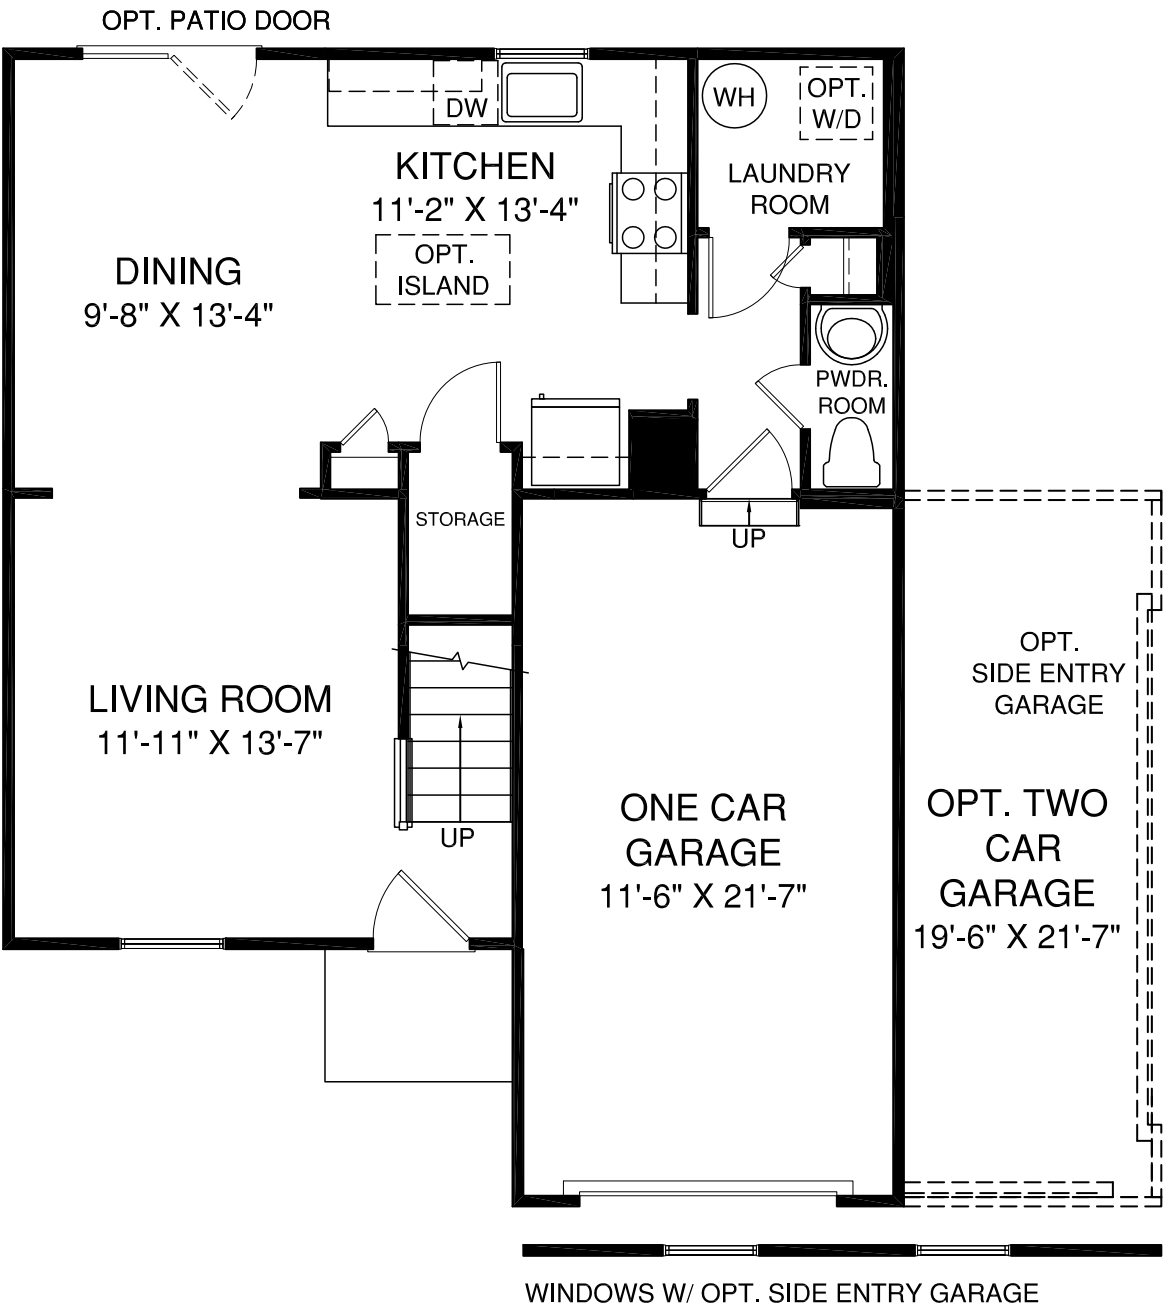 OPT. PATIO DOOR
DW
WH
OPT.
W/D
KITCHEN
11'-2" X 13'-4"
LAUNDRY
ROOM
OPT.
ISLAND
DINING
9'-8" X 13'-4"
PWDR.
ROOM
STORAGE
UP
OPT.
SIDE ENTRY
GARAGE
LIVING ROOM
11'-11" X 13'-7"
UP
ONE CAR
GARAGE
11'-6" X 21'-7"
OPT. TWO
CAR
GARAGE
19'-6" X 21'-7"
WINDOWS W/ OPT. SIDE ENTRY GARAGE